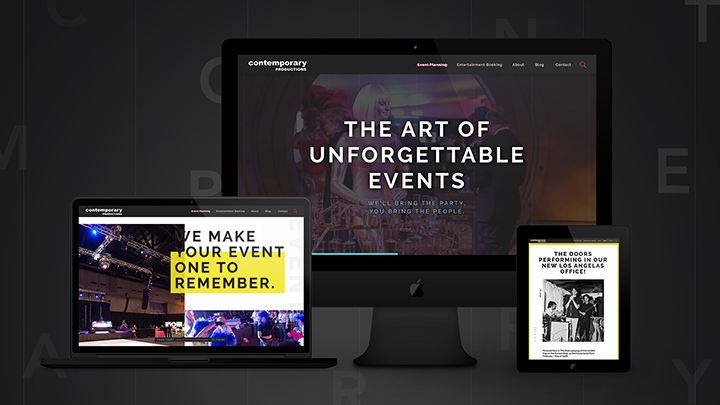 contemporary
PRODUCTIONS
Event Planning Entertainment Booking About Blog Contact
THE ART OF
UNFORGETTABLE
EVENTS
WE'LL BRING THE PARTY.
YOU BRING THE PEOPLE.
contemporary
PRODUCTIONS
Event Planning Entertainment Booking About Blog Contact
WE MAKE
YOUR EVENT
ONE TO
REMEMBER.
THE DOORS
PERFORMING IN OUR
NEW LOS ANGELAS
OFFICE!